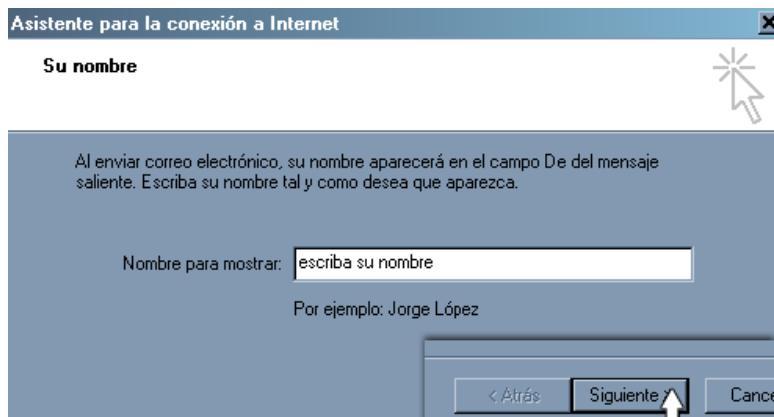 Asistente para la conexión a Internet
Su nombre
Al enviar correo electrónico, su nombre aparecerá en el campo De del mensaje
saliente. Escriba su nombre tal y como desea que aparezca.
Nombre para mostrar: escriba su nombre
Por ejemplo: Jorge López
< Atrás Siguiente > Cance